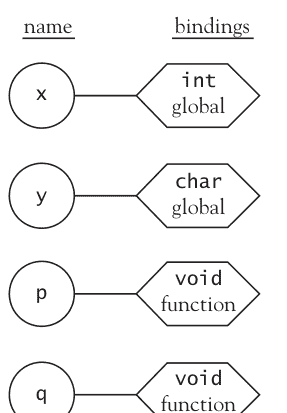 name bindings
x int
global
y char
global
p void
function
q void
function